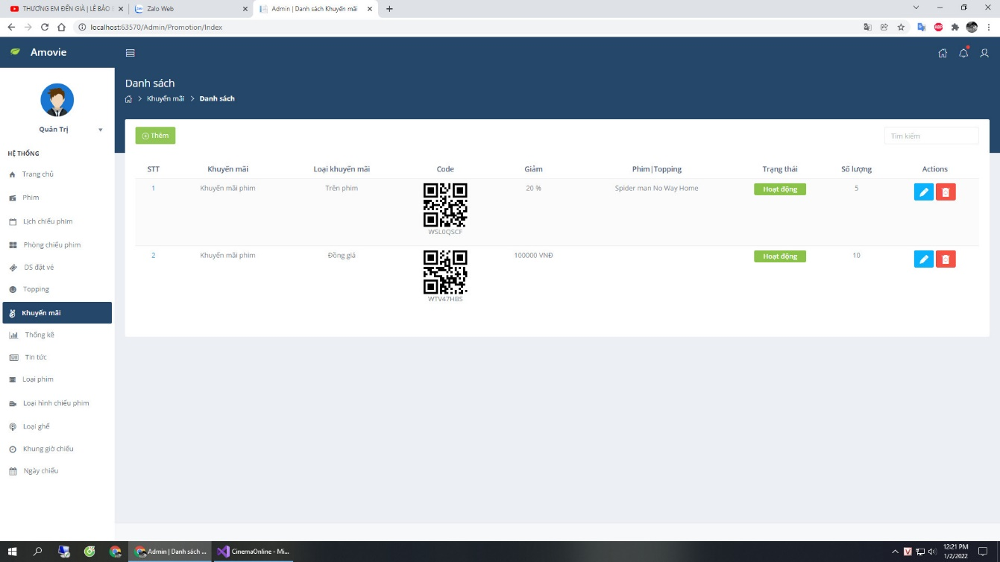 THƯƠNG EM ĐẾN GIÀ | LÊ BẢO
Zalo Web
Admin | Danh sách Khuyến mãi
localhost:63570/Admin/Promotion/Index
Amovie
Danh sách
Khuyến mãi > Danh sách
Quản Trị
HỆ THỐNG
Trang chủ
Phim
Lịch chiếu phim
Phòng chiếu phim
DS đặt vé
Topping
Khuyến mãi
Thống kê
Tin tức
Loại phim
Loại hình chiếu phim
Loại ghế
Khung giờ chiếu
Ngày chiếu
Thêm
Tìm kiếm
STT Khuyến mãi Loại khuyến mãi Code Giảm Phim|Topping Trạng thái Số lượng Actions
1 Khuyến mãi phim Trên phim 20 % Spider man No Way Home Hoạt động 5
WSL0QSCF
2 Khuyến mãi phim Đồng giá 100000 VNĐ Hoạt động 10
WTV47HBS
Admin | Danh sách ...
CinemaOnline - Mi...
12:21 PM
1/2/2022